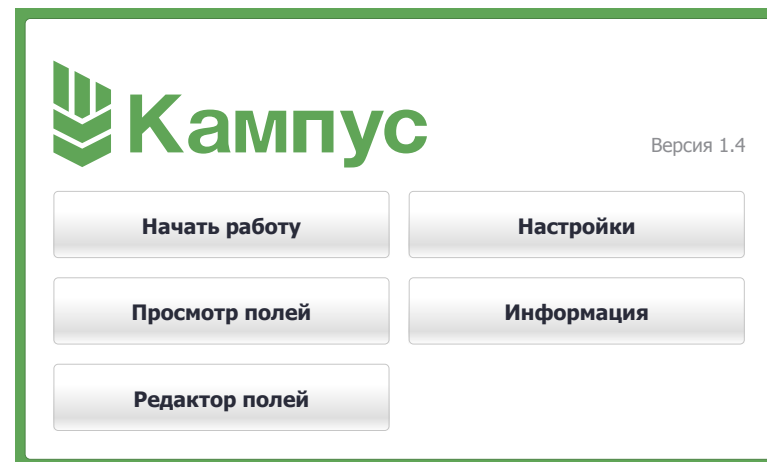 Кампус
Версия 1.4
Начать работу
Настройки
Просмотр полей
Информация
Редактор полей